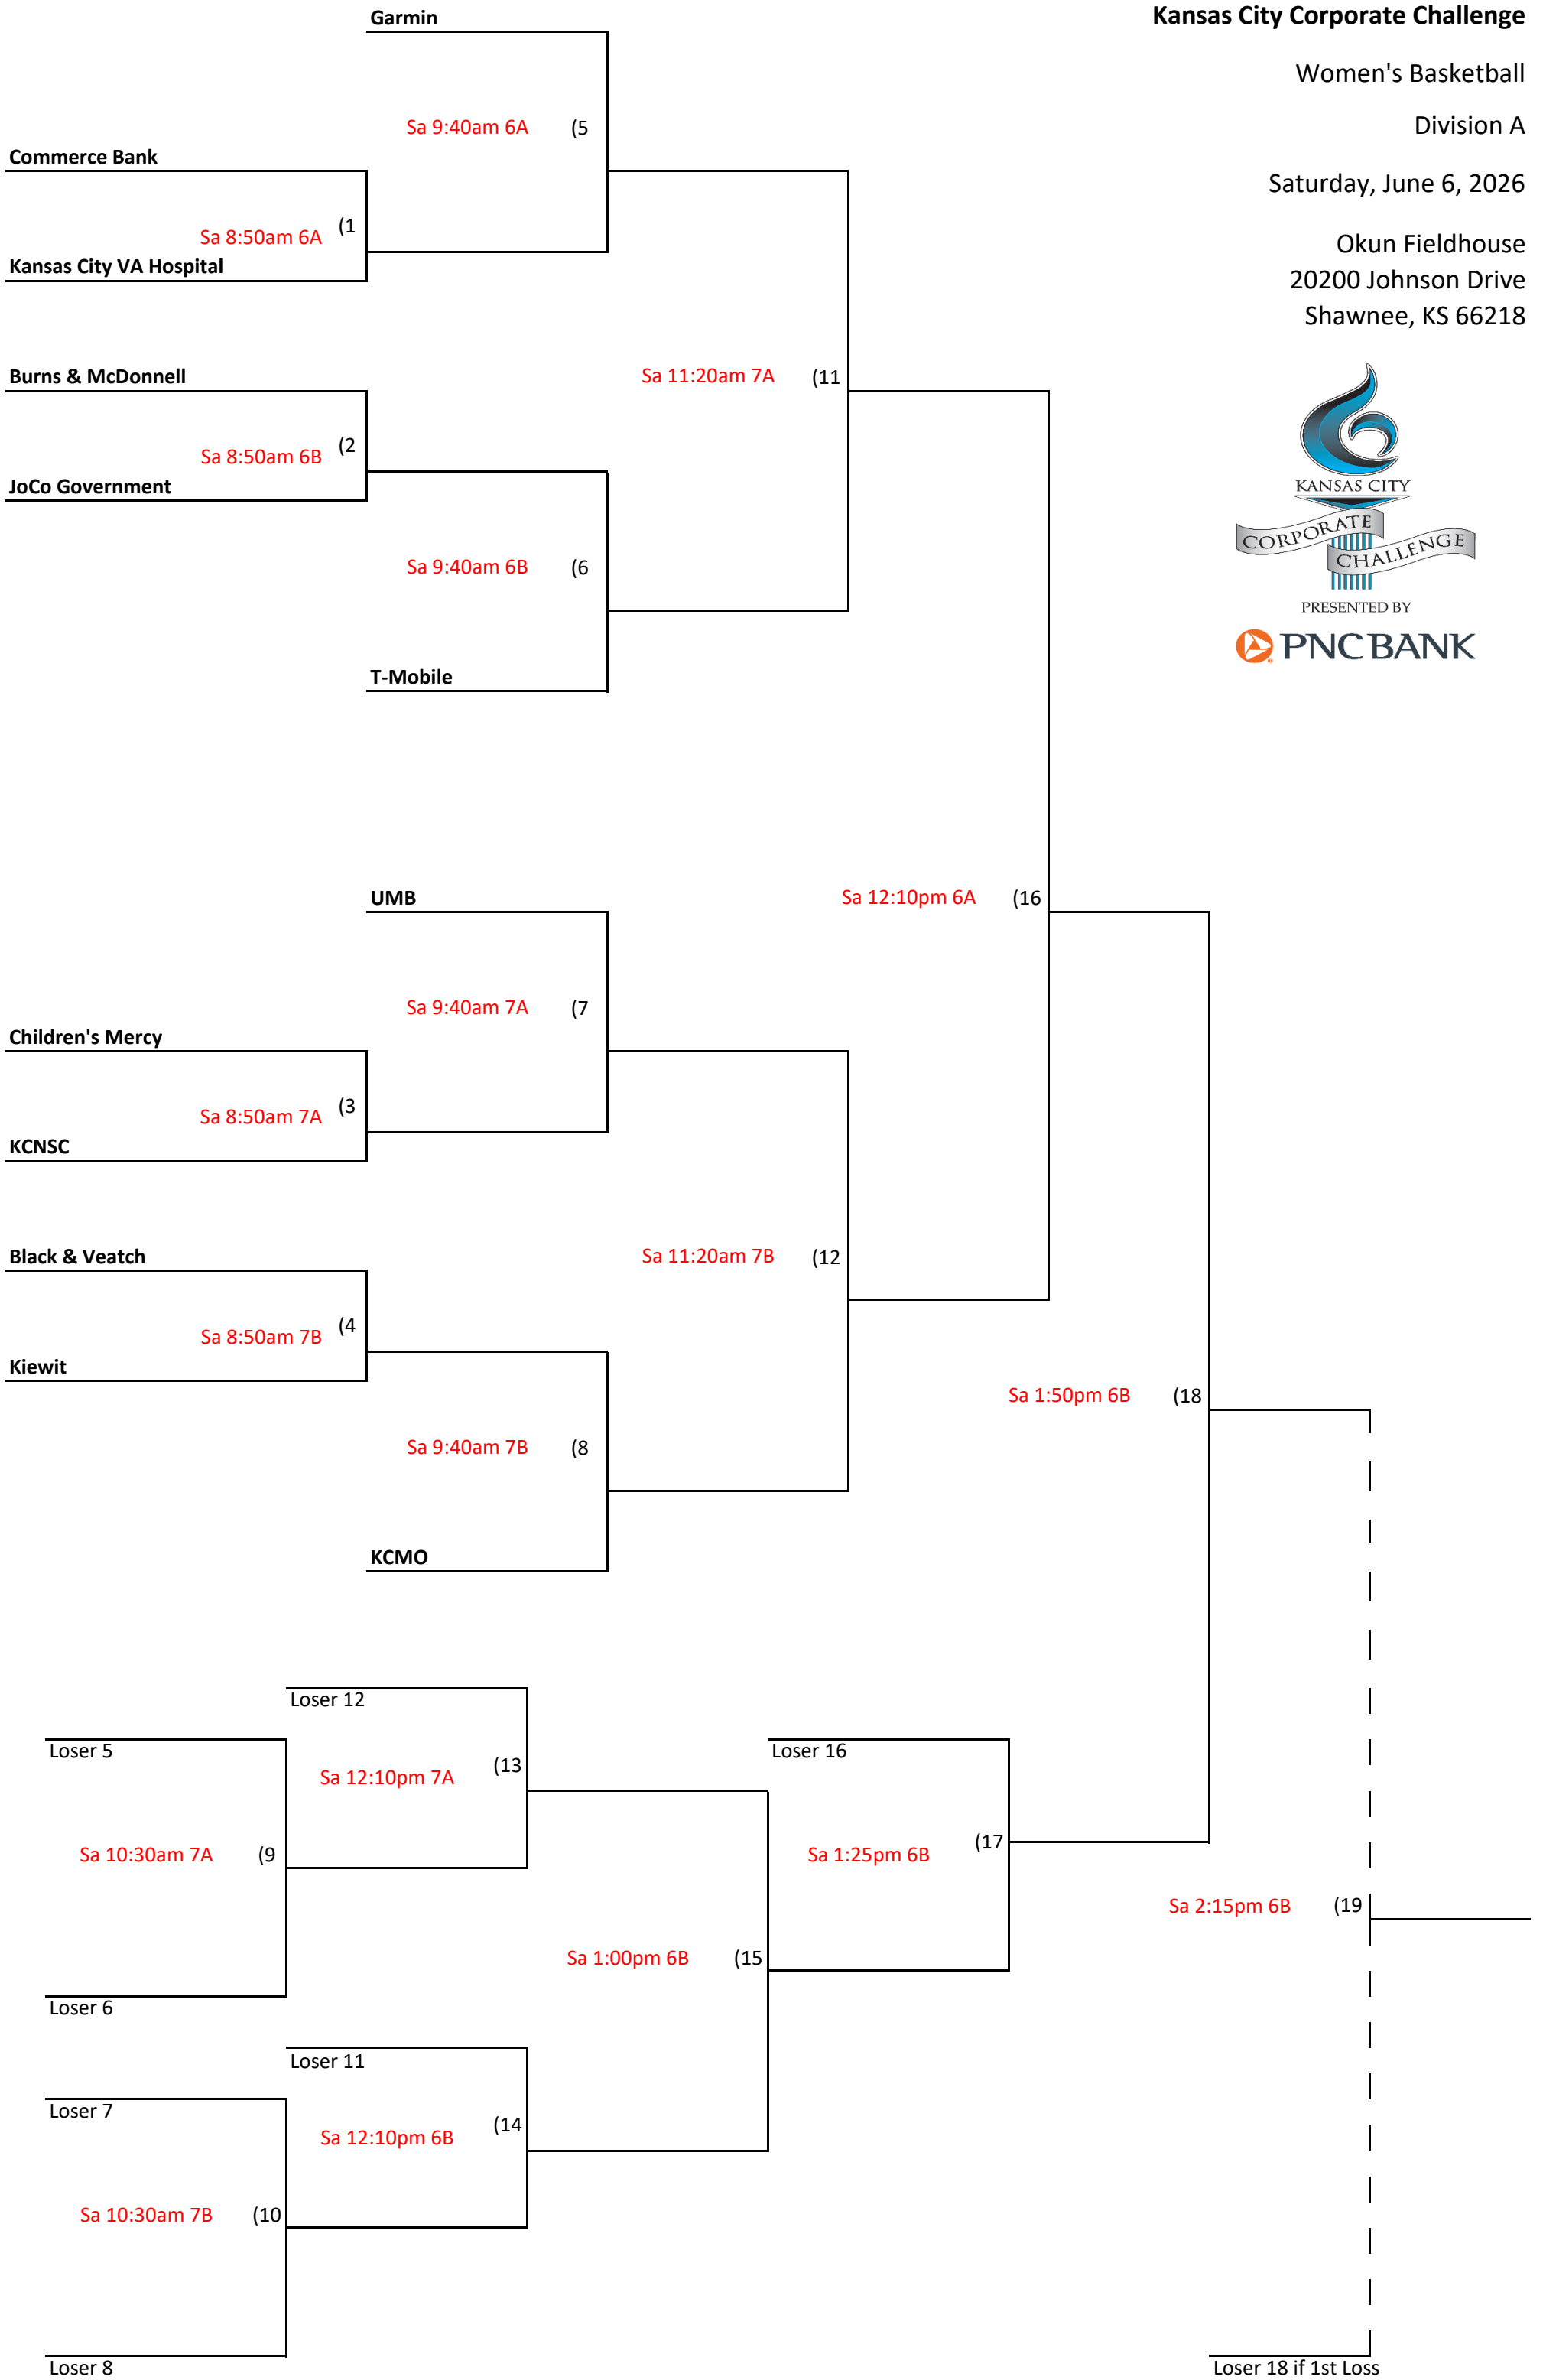 Kansas City Corporate Challenge
Women's Basketball
Division A
Saturday, June 6, 2026
Okun Fieldhouse
20200 Johnson Drive
Shawnee, KS 66218
KANSAS CITY
CORPORATE
CHALLENGE
PRESENTED BY
PNC BANK
Garmin
Sa 9:40am 6A (5
Commerce Bank
Sa 8:50am 6A (1
Kansas City VA Hospital
Burns & McDonnell
Sa 11:20am 7A (11
Sa 8:50am 6B (2
JoCo Government
Sa 9:40am 6B (6
T-Mobile
UMB
Sa 12:10pm 6A (16
Sa 9:40am 7A (7
Children's Mercy
Sa 8:50am 7A (3
KCNSC
Black & Veatch
Sa 11:20am 7B (12
Sa 8:50am 7B (4
Kiewit
Sa 1:50pm 6B (18
Sa 9:40am 7B (8
KCMO
Loser 12
Loser 5
Loser 16
Sa 12:10pm 7A (13
Sa 10:30am 7A (9
Sa 1:25pm 6B (17
Sa 2:15pm 6B (19
Sa 1:00pm 6B (15
Loser 6
Loser 11
Loser 7
Sa 12:10pm 6B (14
Sa 10:30am 7B (10
Loser 8
Loser 18 if 1st Loss